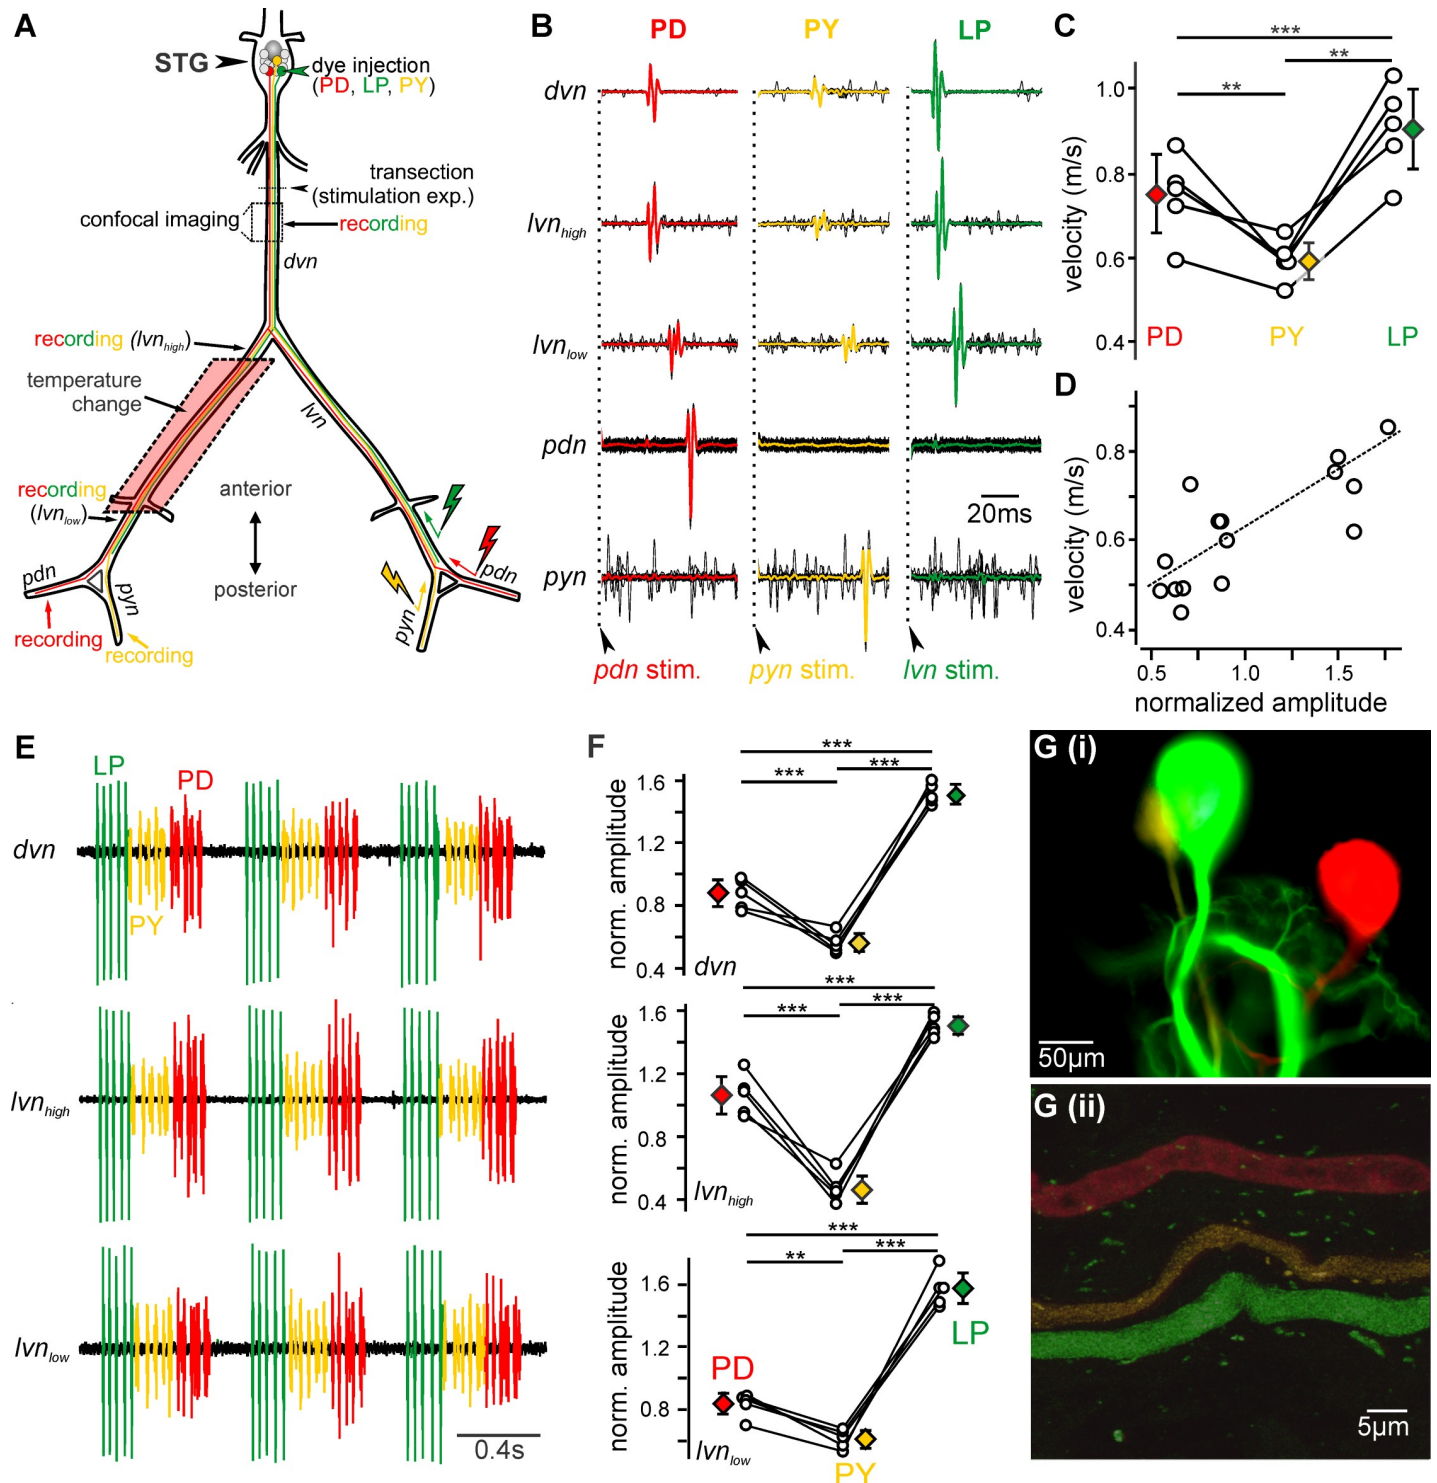 A
STG
dye injection
(PD, LP, PY)
transection
(stimulation exp.)
confocal imaging
recording
dvn
recording (lvnhigh)
temperature
change
lvn
recording
(lvnlow)
anterior
posterior
pdn
pyn
recording
recording
pdn
pyn
B
PD PY LP
dvn
lvnhigh
lvnlow
pdn
20ms
pyn
pdn stim. pyn stim. lvn stim.
C
***
**
**
velocity (m/s)
1.0
0.8
0.6
0.4
PD PY LP
D
velocity (m/s)
0.8
0.6
0.4
0.5 1.0 1.5
normalized amplitude
E
LP PD
dvn
PY
lvnhigh
lvnlow
0.4s
F
***
*** ***
norm. amplitude
1.6
1.2
0.8
0.4
dvn
***
*** ***
norm. amplitude
1.6
1.2
0.8
0.4
lvnhigh
***
** ***
norm. amplitude
1.6
1.2
0.8
LP
PD
PY
lvnlow
G (i)
50µm
G (ii)
5µm